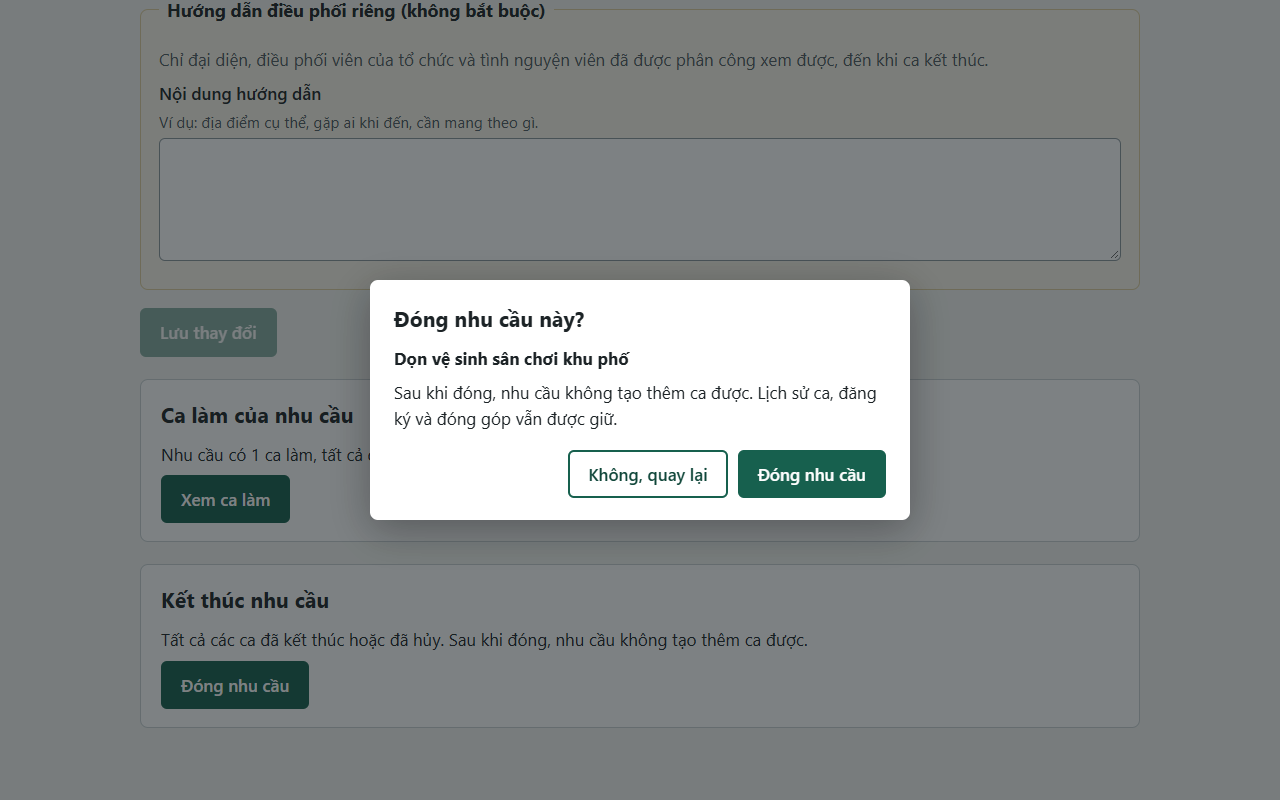 Hướng dẫn điều phối riêng (không bắt buộc)
Chỉ đại diện, điều phối viên của tổ chức và tình nguyện viên đã được phân công xem được, đến khi ca kết thúc.
Nội dung hướng dẫn
Ví dụ: địa điểm cụ thể, gặp ai khi đến, cần mang theo gì.
Lưu thay đổi
Đóng nhu cầu này?
Dọn vệ sinh sân chơi khu phố
Sau khi đóng, nhu cầu không tạo thêm ca được. Lịch sử ca, đăng
ký và đóng góp vẫn được giữ.
Không, quay lại
Đóng nhu cầu
Ca làm của nhu cầu
Nhu cầu có 1 ca làm, tất cả
Xem ca làm
Kết thúc nhu cầu
Tất cả các ca đã kết thúc hoặc đã hủy. Sau khi đóng, nhu cầu không tạo thêm ca được.
Đóng nhu cầu